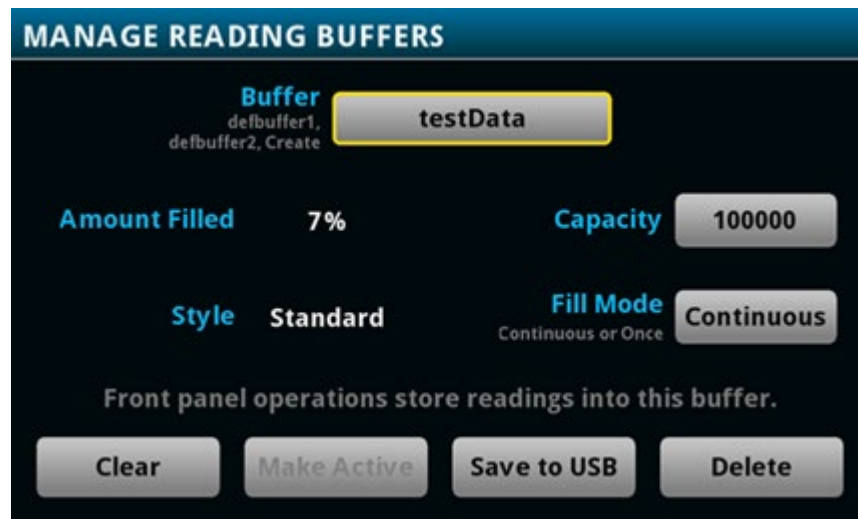 MANAGE READING BUFFERS
Buffer
defbuffer1,
defbuffer2, Create
testData
Amount Filled 7% Capacity 100000
Style Standard Fill Mode
Continuous or Once
Continuous
Front panel operations store readings into this buffer.
Clear Make Active Save to USB Delete